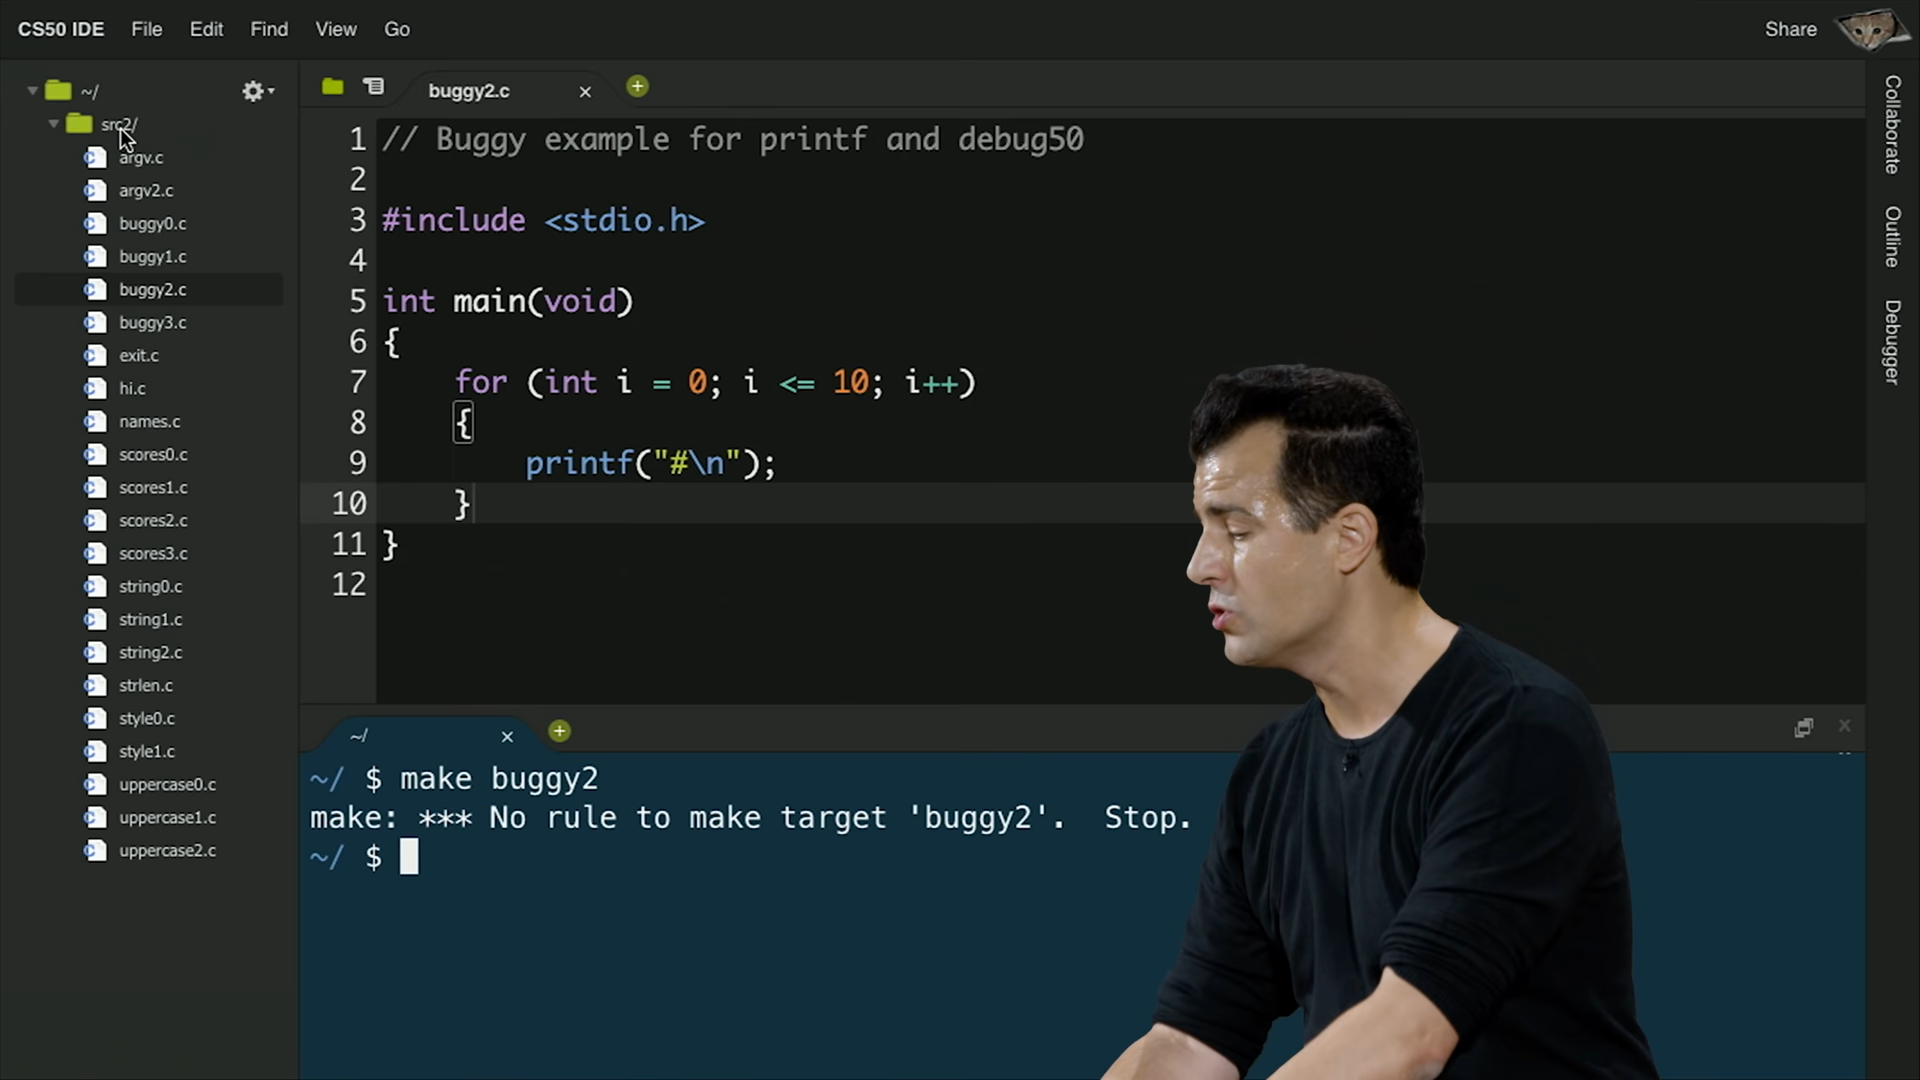 CS50 IDE File Edit Find View Go Share
~/
src2/
argv.c
argv2.c
buggy0.c
buggy1.c
buggy2.c
buggy3.c
exit.c
hi.c
names.c
scores0.c
scores1.c
scores2.c
scores3.c
string0.c
string1.c
string2.c
strlen.c
style0.c
style1.c
uppercase0.c
uppercase1.c
uppercase2.c
buggy2.c
1 // Buggy example for printf and debug50
2
3 #include <stdio.h>
4
5 int main(void)
6 {
7 for (int i = 0; i <= 10; i++)
8 {
9 printf("#\n");
10 }
11 }
12
~/
~/ $ make buggy2
make: *** No rule to make target 'buggy2'.  Stop.
~/ $
Collaborate
Outline
Debugger